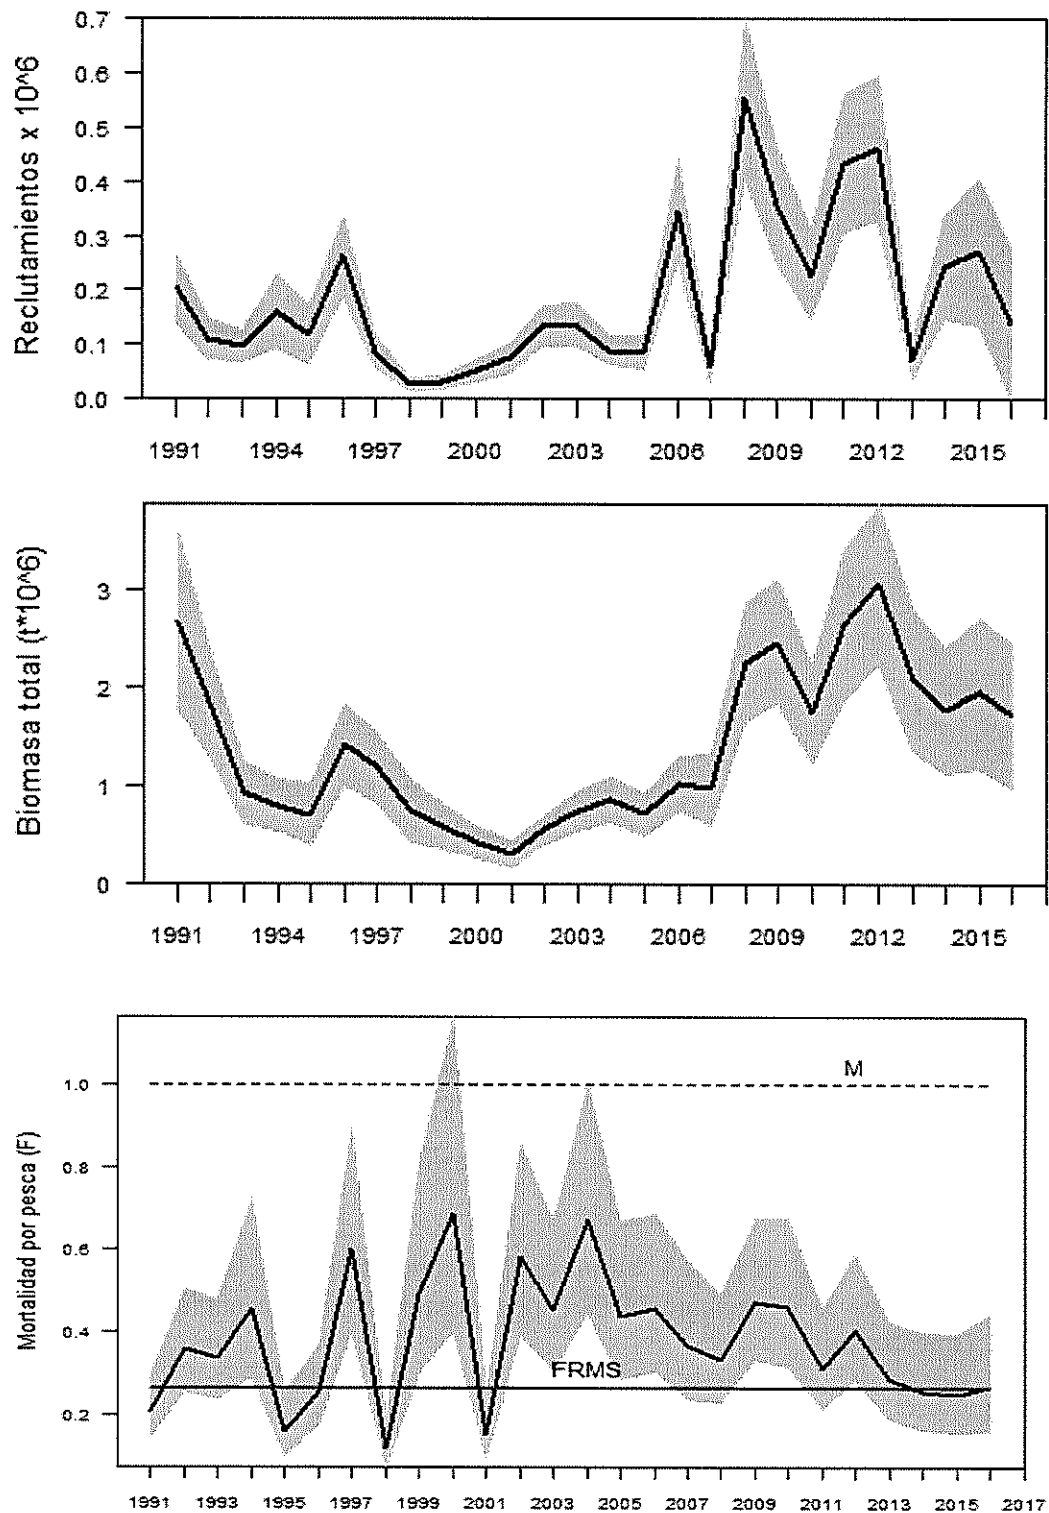 Reclutamientos x 10^6
0.7
0.6
0.5
0.4
0.3
0.2
0.1
0.0
1991 1994 1997 2000 2003 2006 2009 2012 2015
Biomasa total (t*10^6)
3
2
1
0
1991 1994 1997 2000 2003 2006 2009 2012 2015
Mortalidad por pesca (F)
1.0
0.8
0.6
0.4
0.2
M
FRMS
1991 1993 1995 1997 1999 2001 2003 2005 2007 2009 2011 2013 2015 2017